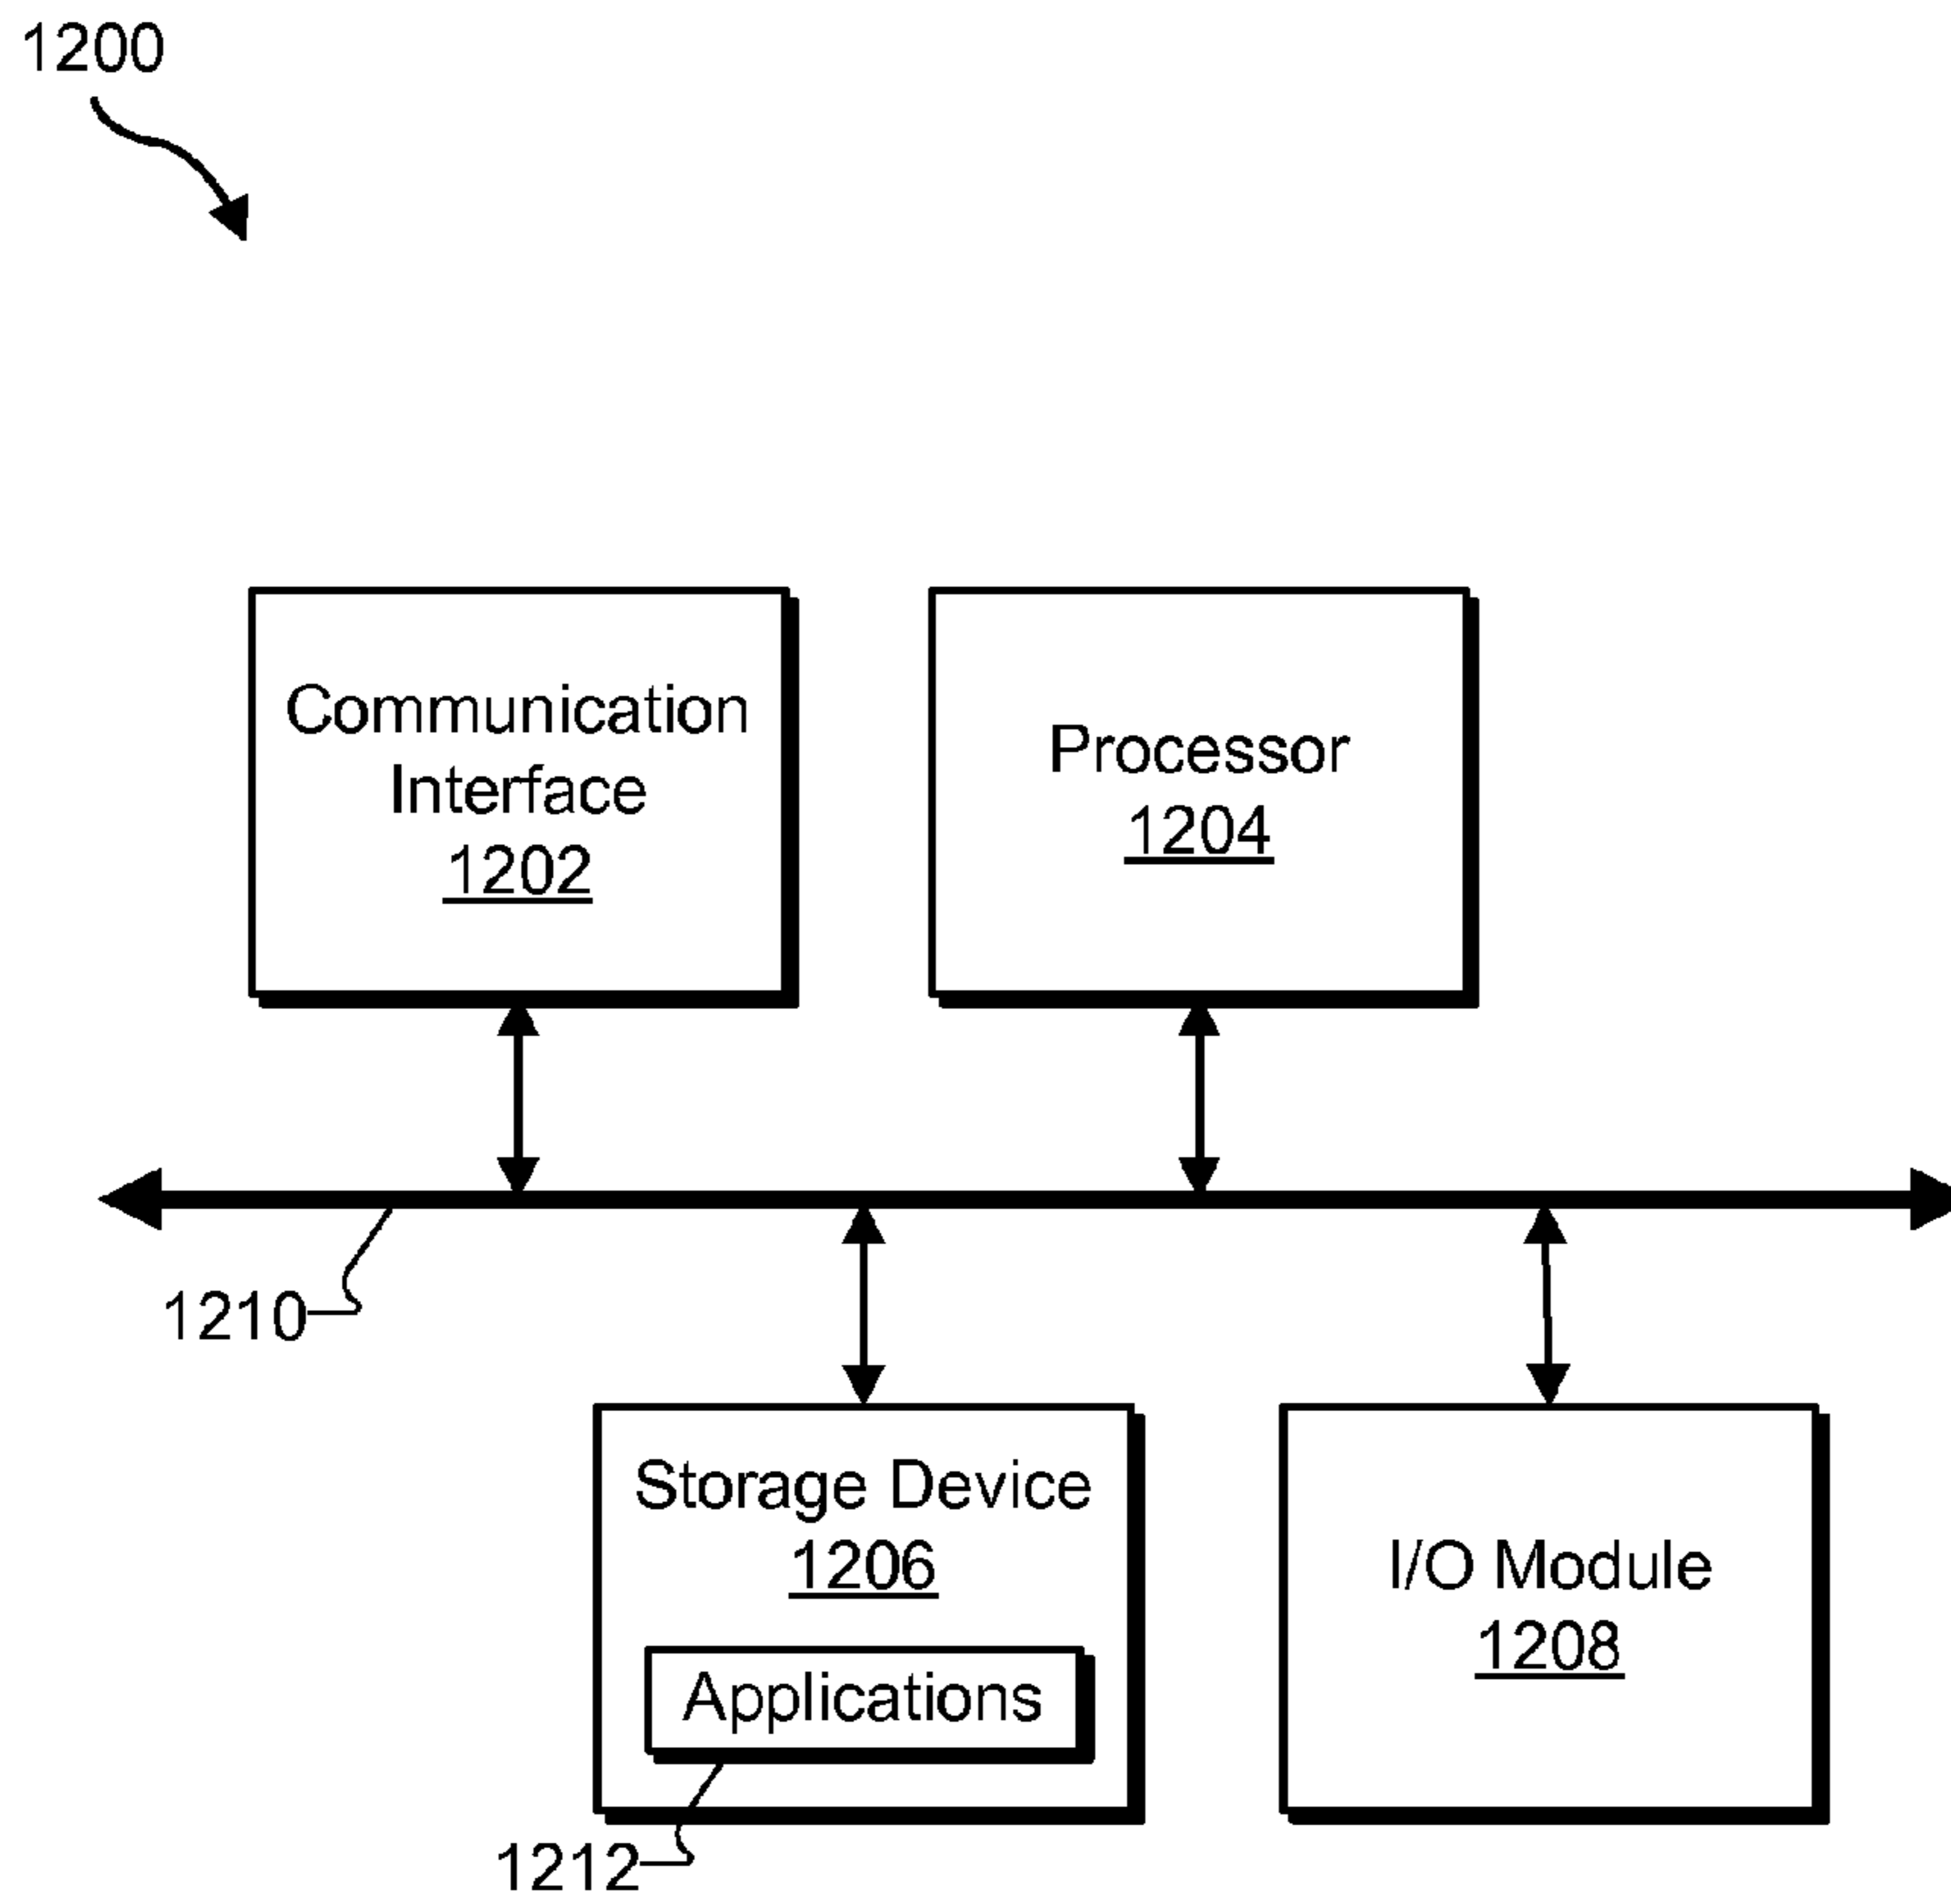 1200
Communication
Interface
1202
Processor
1204
1210
Storage Device
1206
Applications
1212
I/O Module
1208